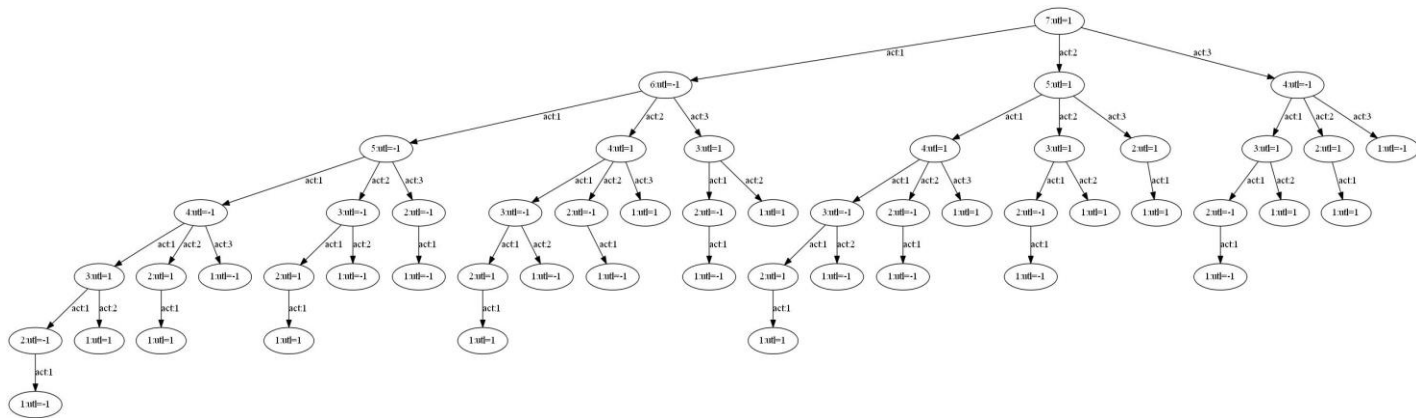 7:utl=1
act:1 act:2 act:3
6:utl=-1 5:utl=1 4:utl=-1
act:1 act:2 act:3 act:1 act:2 act:3 act:1 act:2 act:3
5:utl=-1 4:utl=1 3:utl=1 4:utl=1 3:utl=1 2:utl=1 3:utl=1 2:utl=1 1:utl=-1
act:1 act:2 act:3 act:1 act:2 act:3 act:1 act:2 act:1 act:2 act:3 act:1 act:2 act:1 act:1 act:2 act:1
4:utl=-1 3:utl=-1 2:utl=-1 3:utl=-1 2:utl=-1 1:utl=1 2:utl=-1 1:utl=1 3:utl=-1 2:utl=-1 1:utl=1 2:utl=-1 1:utl=1 1:utl=1 2:utl=-1 1:utl=1 1:utl=1
act:1 act:2 act:3 act:1 act:2 act:1 act:1 act:2 act:1 act:1 act:1 act:2 act:1 act:1 act:1
3:utl=1 2:utl=1 1:utl=-1 2:utl=1 1:utl=-1 1:utl=-1 2:utl=1 1:utl=-1 1:utl=-1 1:utl=-1 2:utl=1 1:utl=-1 1:utl=-1 1:utl=-1 1:utl=-1
act:1 act:2 act:1 act:1 act:1 act:1
2:utl=-1 1:utl=1 1:utl=1 1:utl=1 1:utl=1 1:utl=1
act:1
1:utl=-1